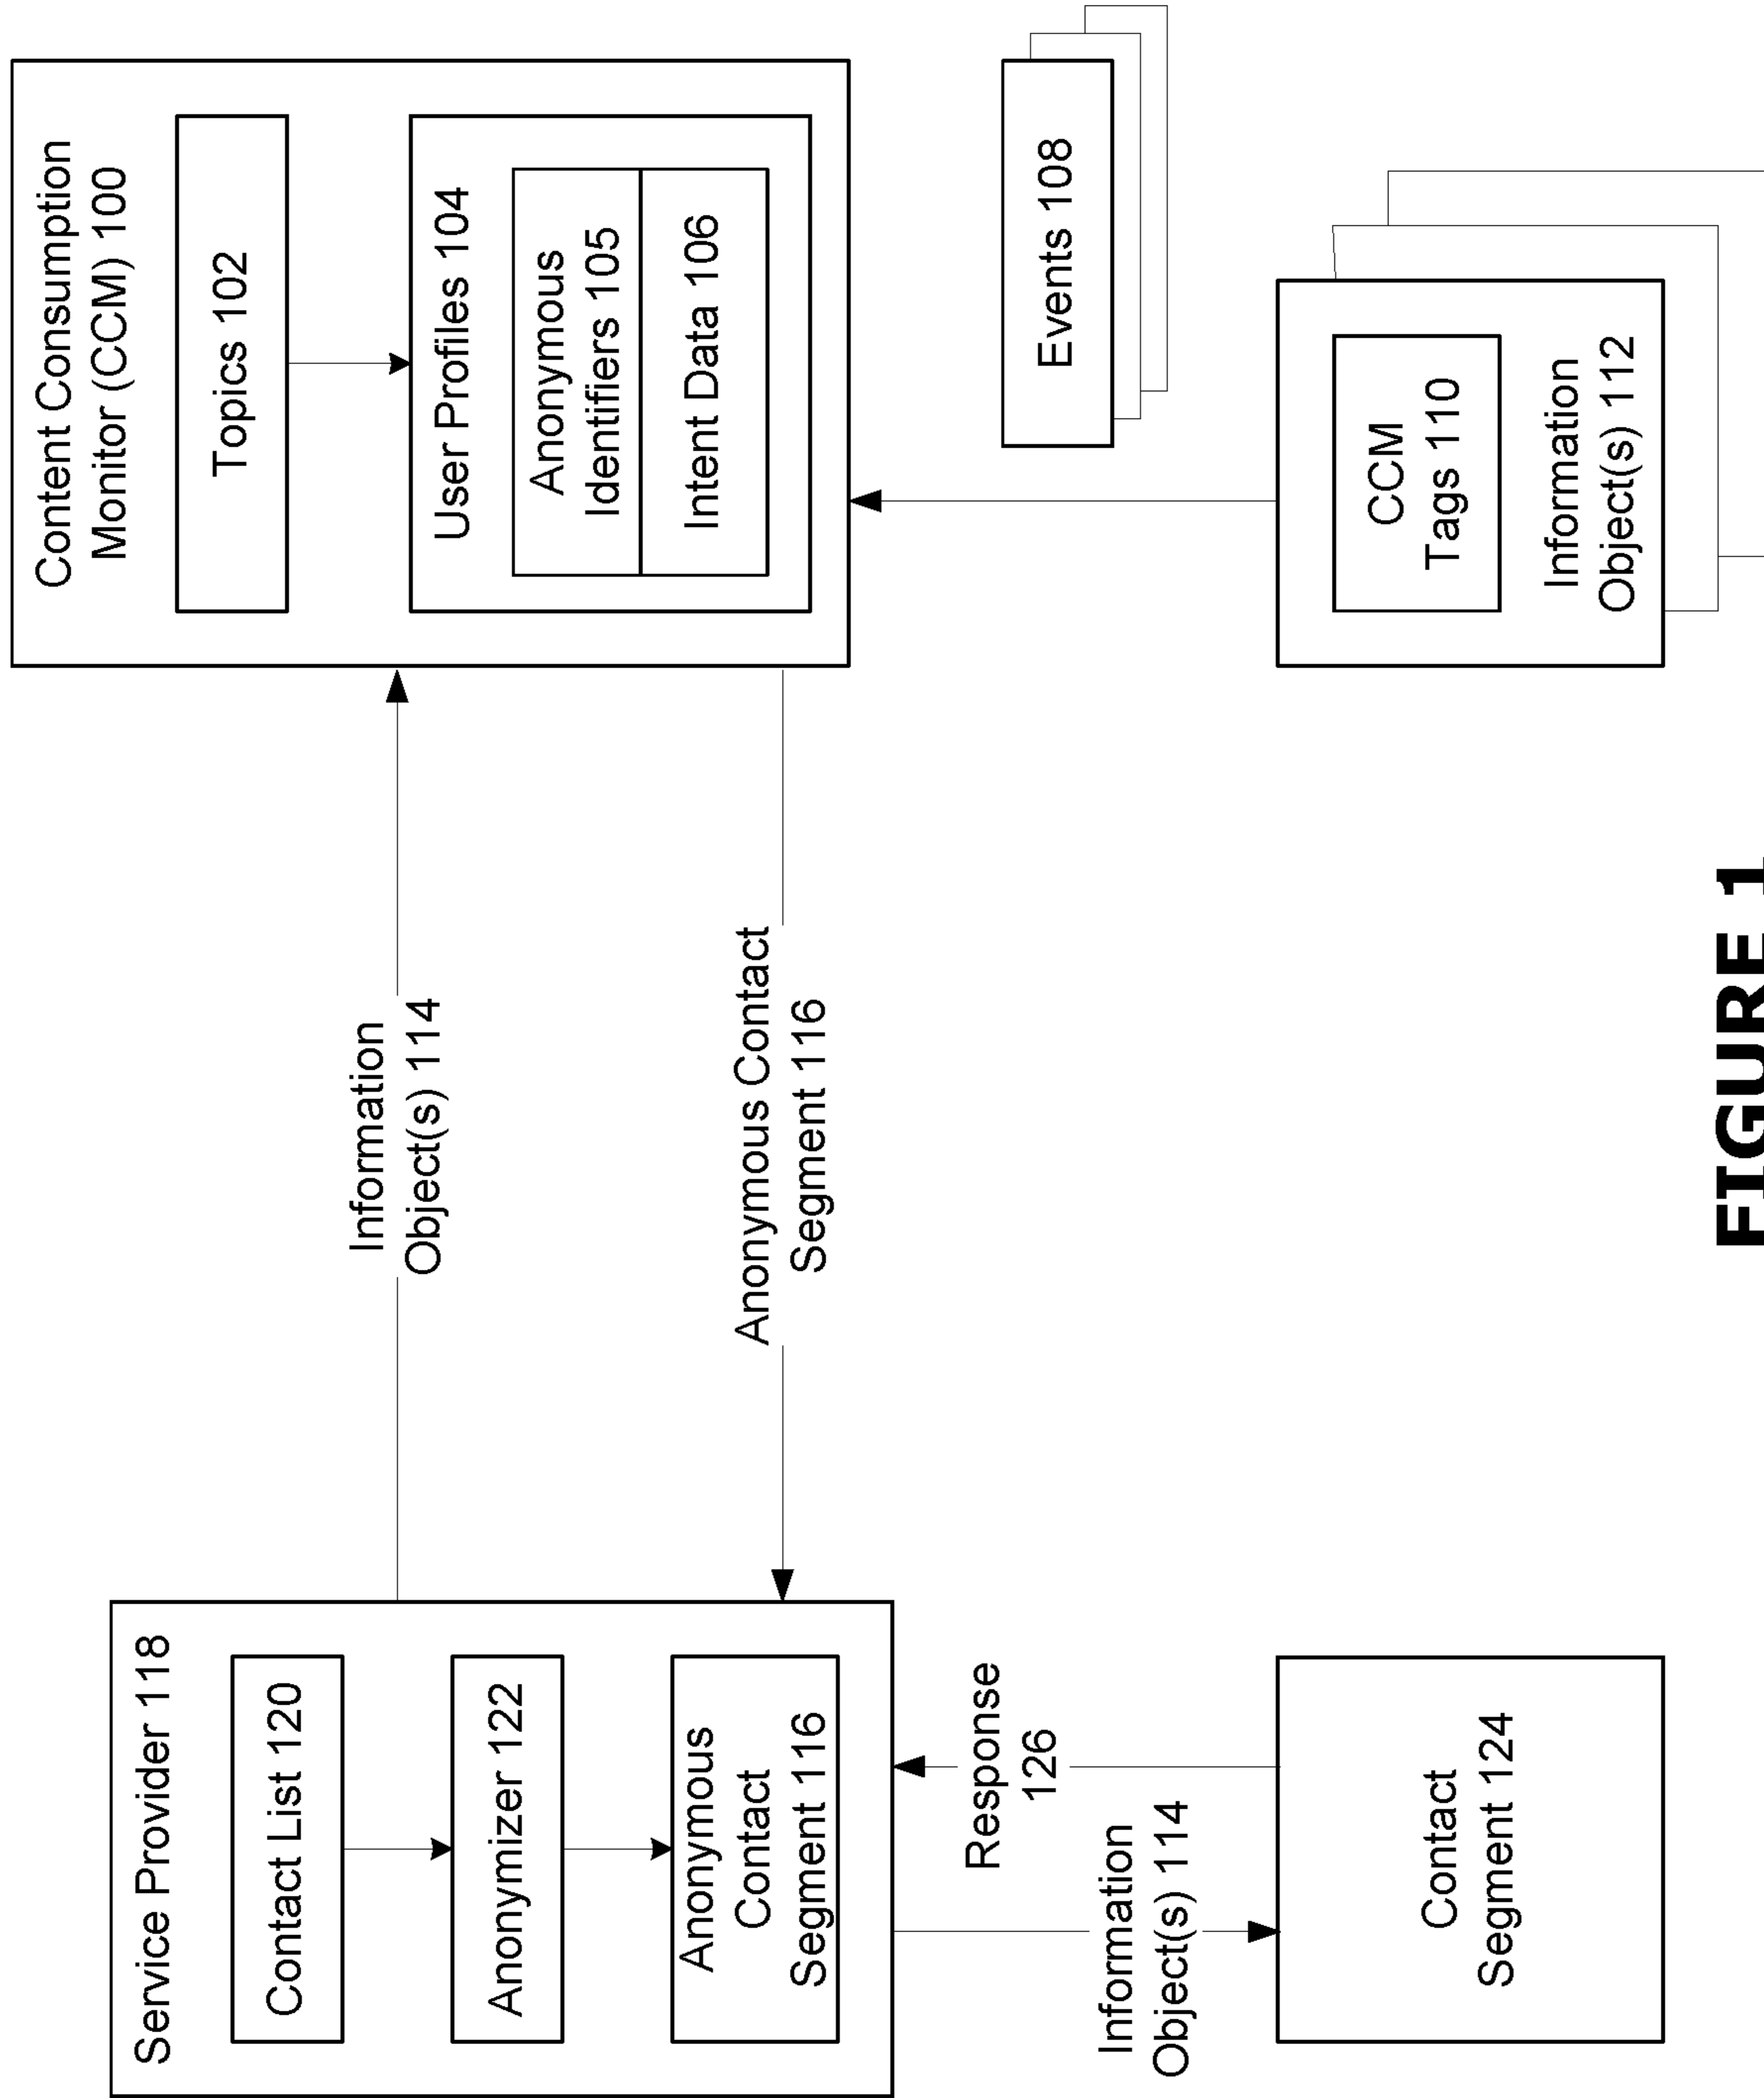 Service Provider 118
Contact List 120
Anonymizer 122
Anonymous
Contact
Segment 116
Information
Object(s) 114
Anonymous Contact
Segment 116
Content Consumption
Monitor (CCM) 100
Topics 102
User Profiles 104
Anonymous
Identifiers 105
Intent Data 106
Information
Object(s) 114
Response
126
Events 108
Contact
Segment 124
CCM
Tags 110
Information
Object(s) 112
FIGURE 1